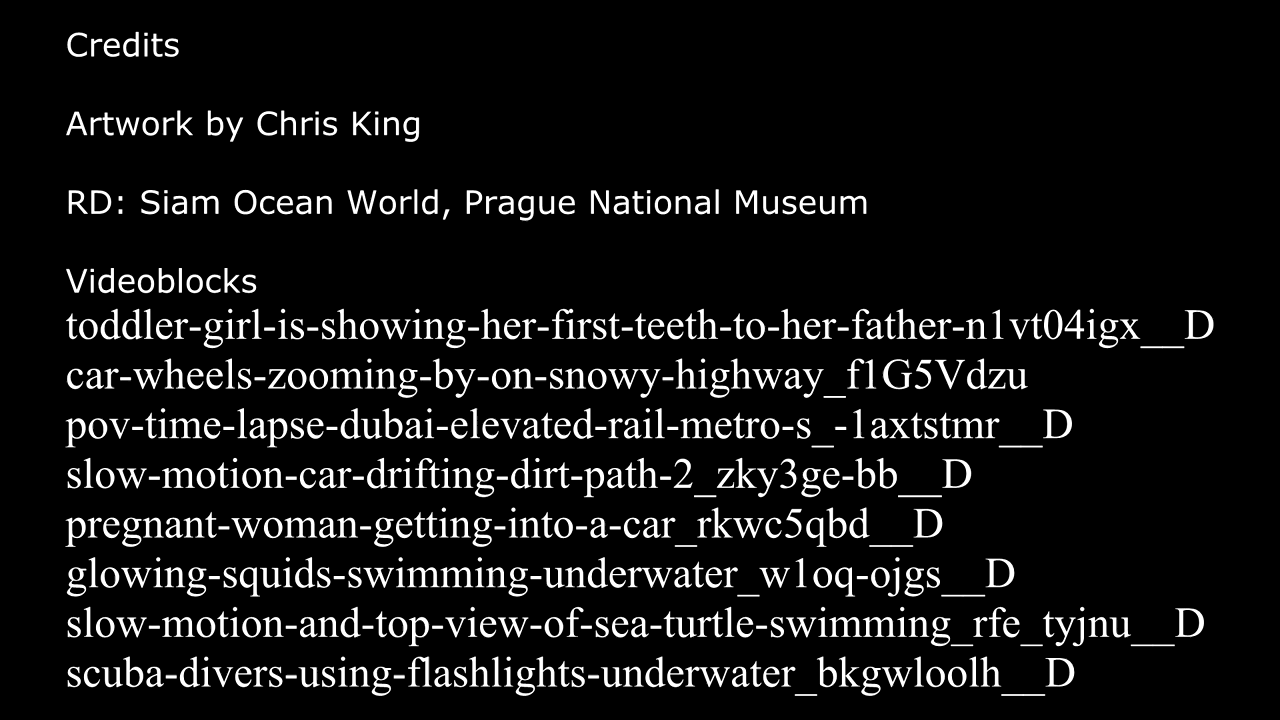 Credits
Artwork by Chris King
RD: Siam Ocean World, Prague National Museum
Videoblocks
toddler-girl-is-showing-her-first-teeth-to-her-father-n1vt04igx__D
car-wheels-zooming-by-on-snowy-highway_f1G5Vdzu
pov-time-lapse-dubai-elevated-rail-metro-s_-1axtstmr__D
slow-motion-car-drifting-dirt-path-2_zky3ge-bb__D
pregnant-woman-getting-into-a-car_rkwc5qbd__D
glowing-squids-swimming-underwater_w1oq-ojgs__D
slow-motion-and-top-view-of-sea-turtle-swimming_rfe_tyjnu__D
scuba-divers-using-flashlights-underwater_bkgwloolh__D